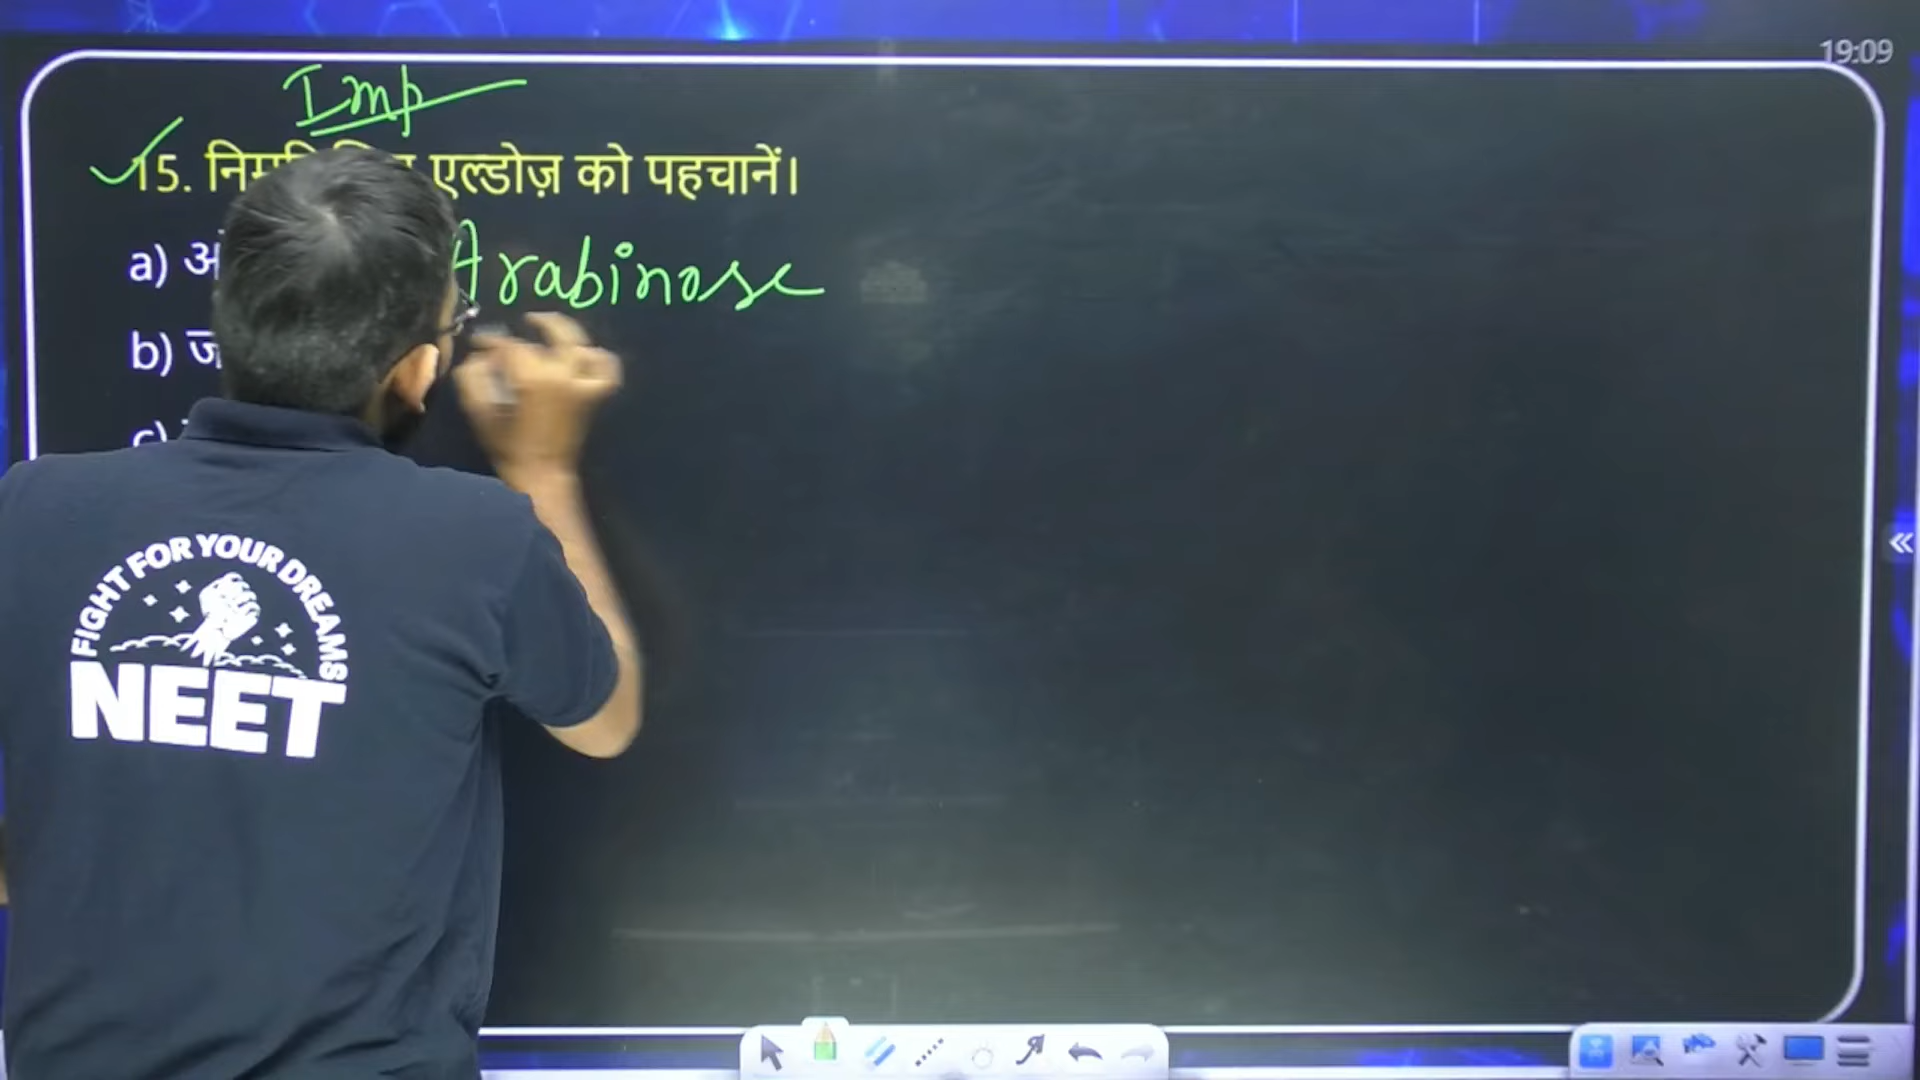 19:09
Imp
15. एल्डोज़ को पहचानें।
a) Arabinose
b)
c)
FIGHT FOR YOUR DREAMS
NEET